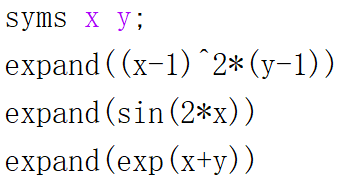 syms x y;
expand((x-1)^2*(y-1))
expand(sin(2*x))
expand(exp(x+y))